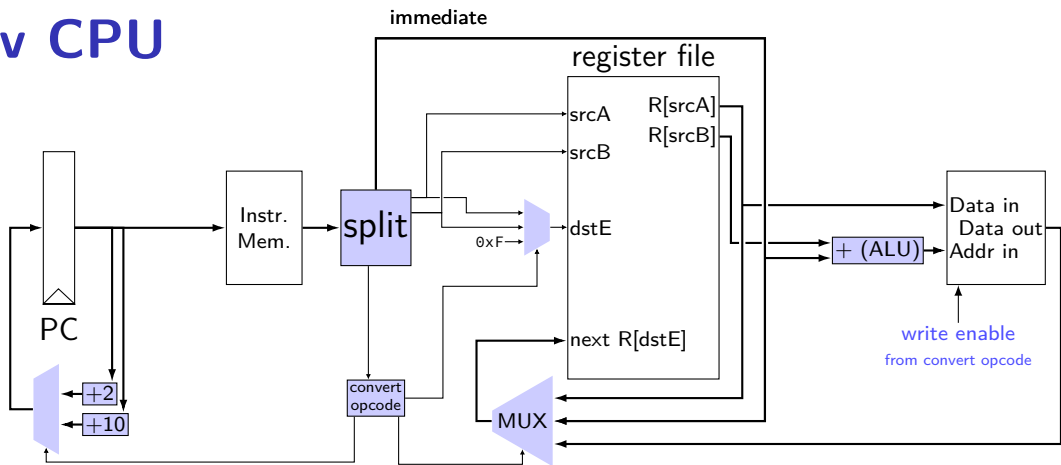 v CPU
immediate
register file
srcA
srcB
dstE
next R[dstE]
R[srcA]
R[srcB]
PC
Instr.
Mem.
split
0xF
+ (ALU)
Data in
Data out
Addr in
write enable
from convert opcode
+2
+10
convert
opcode
MUX